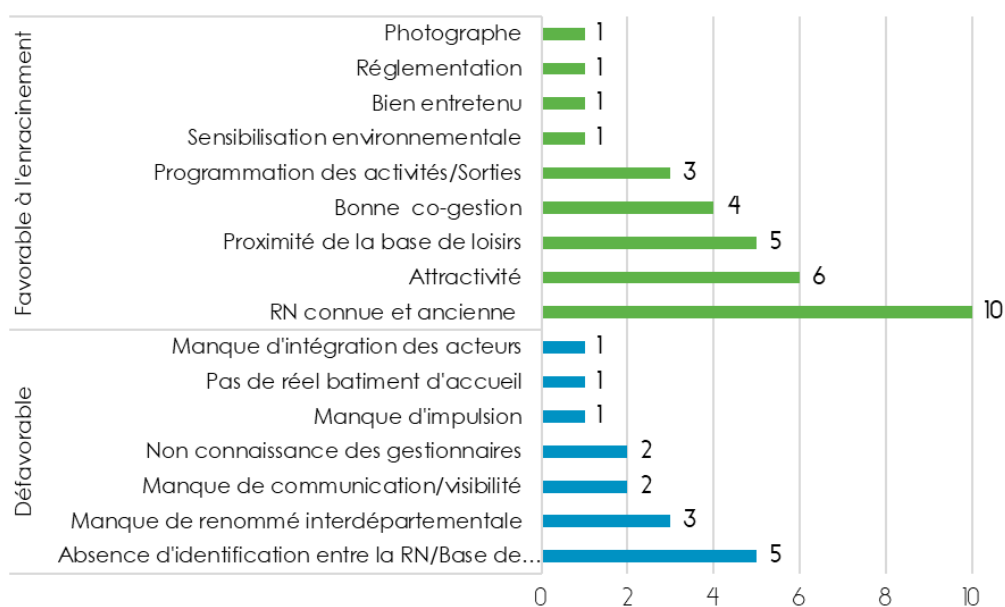 Favorable à l'enracinement
Photographe 1
Réglementation 1
Bien entretenu 1
Sensibilisation environnementale 1
Programmation des activités/Sorties 3
Bonne co-gestion 4
Proximité de la base de loisirs 5
Attractivité 6
RN connue et ancienne 10
Défavorable
Manque d'intégration des acteurs 1
Pas de réel batiment d'accueil 1
Manque d'impulsion 1
Non connaissance des gestionnaires 2
Manque de communication/visibilité 2
Manque de renommé interdépartementale 3
Absence d'identification entre la RN/Base de... 5
0 2 4 6 8 10